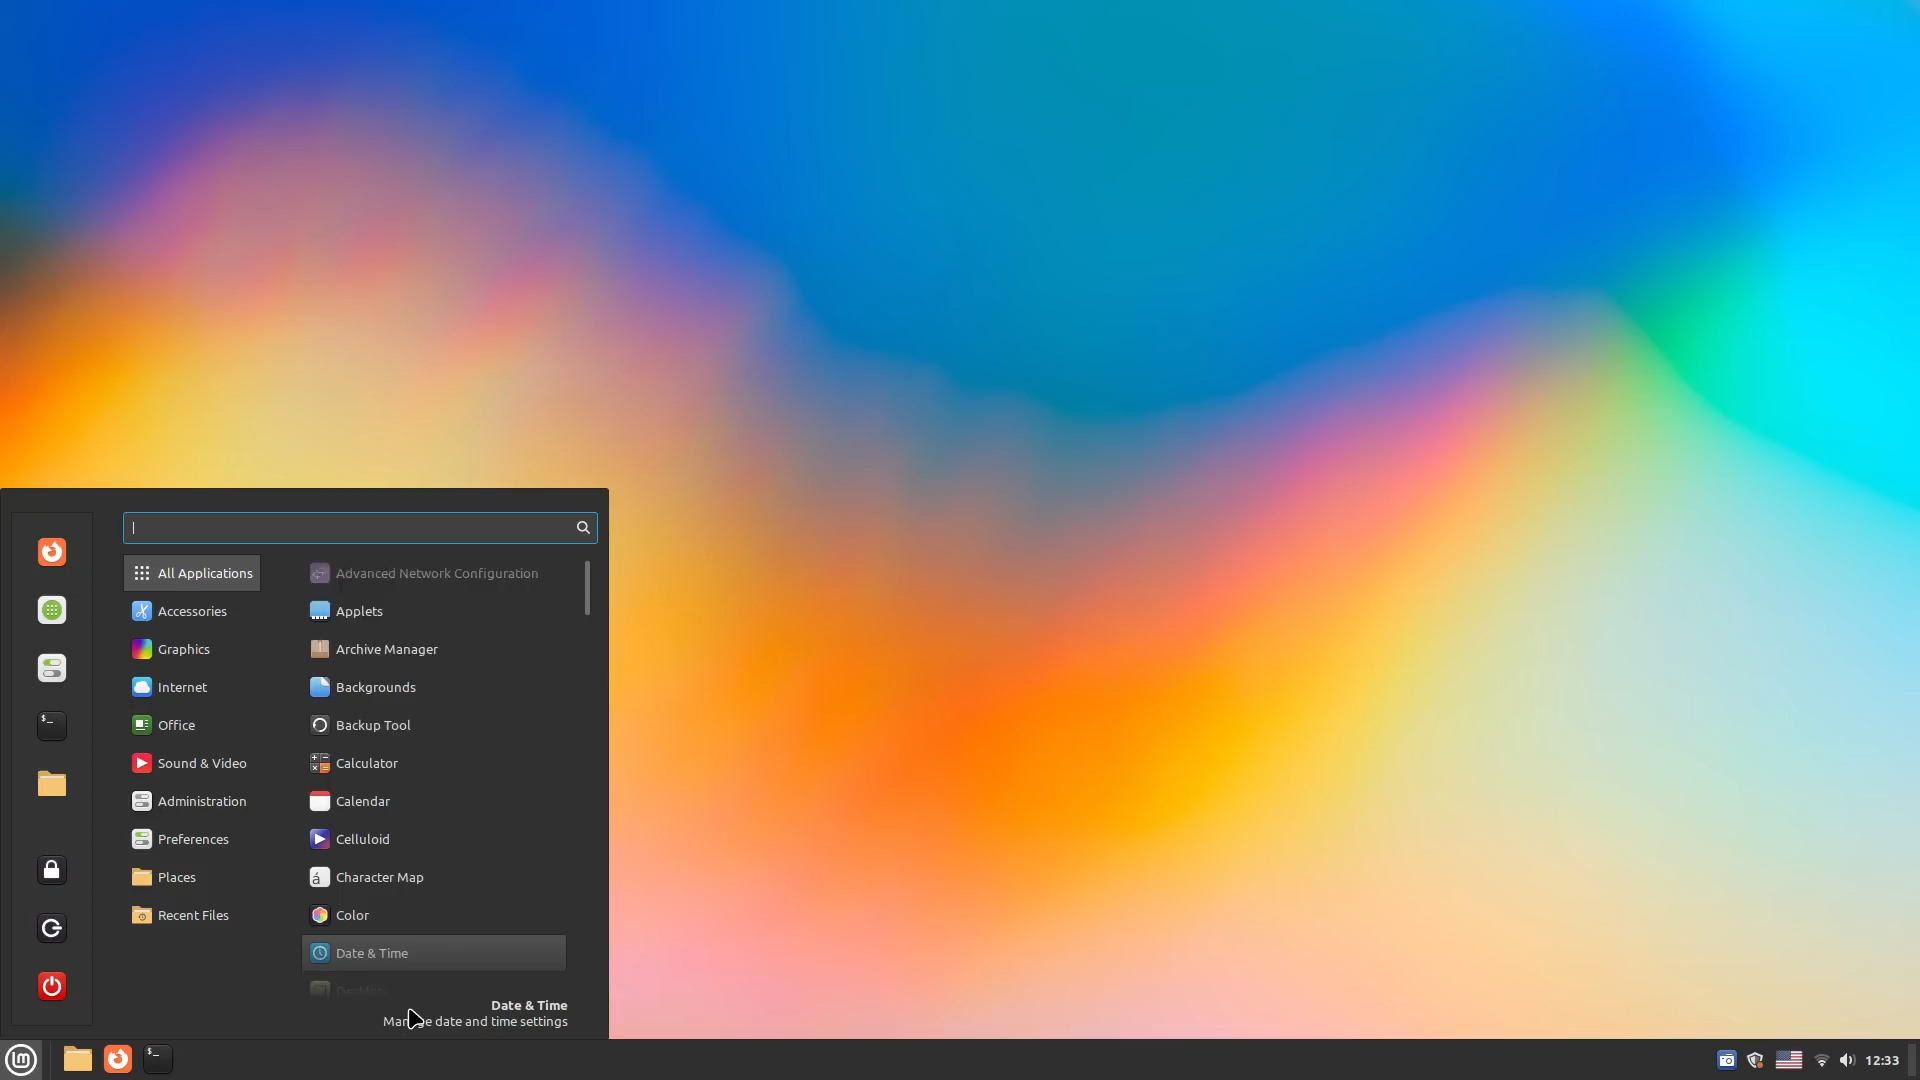 All Applications
Accessories
Graphics
Internet
Office
Sound & Video
Administration
Preferences
Places
Recent Files
Advanced Network Configuration
Applets
Archive Manager
Backgrounds
Backup Tool
Calculator
Calendar
Celluloid
Character Map
Color
Date & Time
Date & Time
date and time settings
12:33